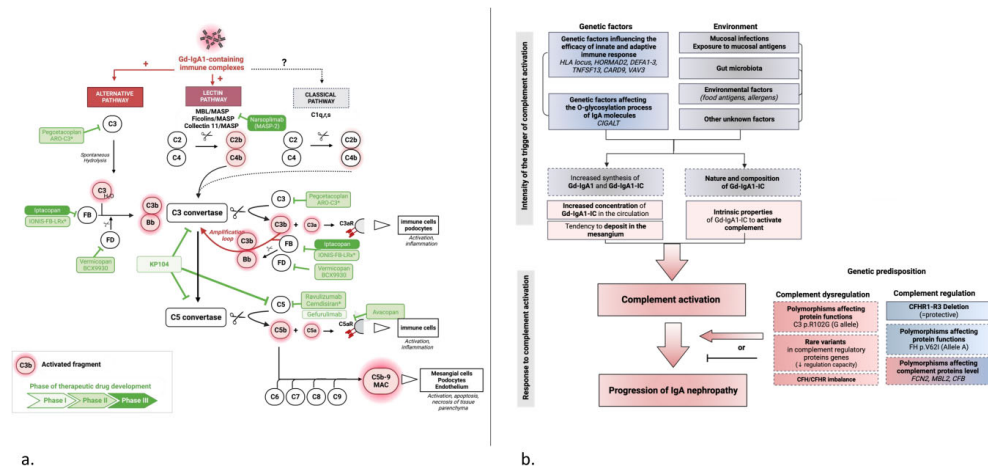 Gd-IgA1-containing
immune complexes
+
+
?
ALTERNATIVE
PATHWAY
LECTIN
PATHWAY
CLASSICAL
PATHWAY
MBL/MASP
Ficolins/MASP
Collectin 11/MASP
Narsoplimab
(MASP-2)
C1q,r,s
Pegcetacoplan
ARO-C3*
C3
C2
C4
C2b
C4b
C2
C4
C2b
C4b
Spontaneous
Hydrolysis
C3
H2O
Iptacopan
IONIS-FB-LRx*
FB
C3b
Bb
FD
Vermicopan
BCX9930
C3 convertase
C3
Pegcetacoplan
ARO-C3*
C3b
+
C3a
C3aR
immune cells
podocytes
Activation,
inflammation
Amplification
loop
C3b
Bb
FB
Iptacopan
IONIS-FB-LRx*
FD
Vermicopan
BCX9930
KP104
C5 convertase
C5
Ravulizumab
Cemdisiran*
Gefurulimab
C5b
+
C5a
C5aR
Avacopan
immune cells
Activation,
inflammation
C3b
Activated fragment
Phase of therapeutic drug development
Phase I
Phase II
Phase III
C6
C7
C8
C9
C5b-9
MAC
Mesangial cells
Podocytes
Endothelium
Activation, apoptosis,
necrosis of tissue
parenchyma
a.
Intensity of the trigger of complement activation
Genetic factors
Environment
Genetic factors influencing the
efficacy of innate and adaptive
immune response
HLA locus, HORMAD2, DEFA1-3,
TNFSF13, CARD9, VAV3
Genetic factors affecting
the O-glycosylation process
of IgA molecules
C1GALT
Mucosal infections
Exposure to mucosal antigens
Gut microbiota
Environmental factors
(food antigens, allergens)
Other unknown factors
Increased synthesis of
Gd-IgA1 and Gd-IgA1-IC
Increased concentration of
Gd-IgA1-IC in the circulation
Tendency to deposit in the
mesangium
Nature and composition
of Gd-IgA1-IC
Intrinsic properties
of Gd-IgA1-IC to activate
complement
Response to complement activation
Complement activation
or
Progression of IgA nephropathy
Genetic predisposition
Complement dysregulation
Polymorphisms affecting
protein functions
C3 p.R102G (G allele)
Rare variants
in complement regulatory
proteins genes
(↓ regulation capacity)
CFH/CFHR imbalance
Complement regulation
CFHR1-R3 Deletion
(=protective)
Polymorphisms affecting
protein functions
FH p.V62I (Allele A)
Polymorphisms affecting
complement proteins level
FCN2, MBL2, CFB
b.